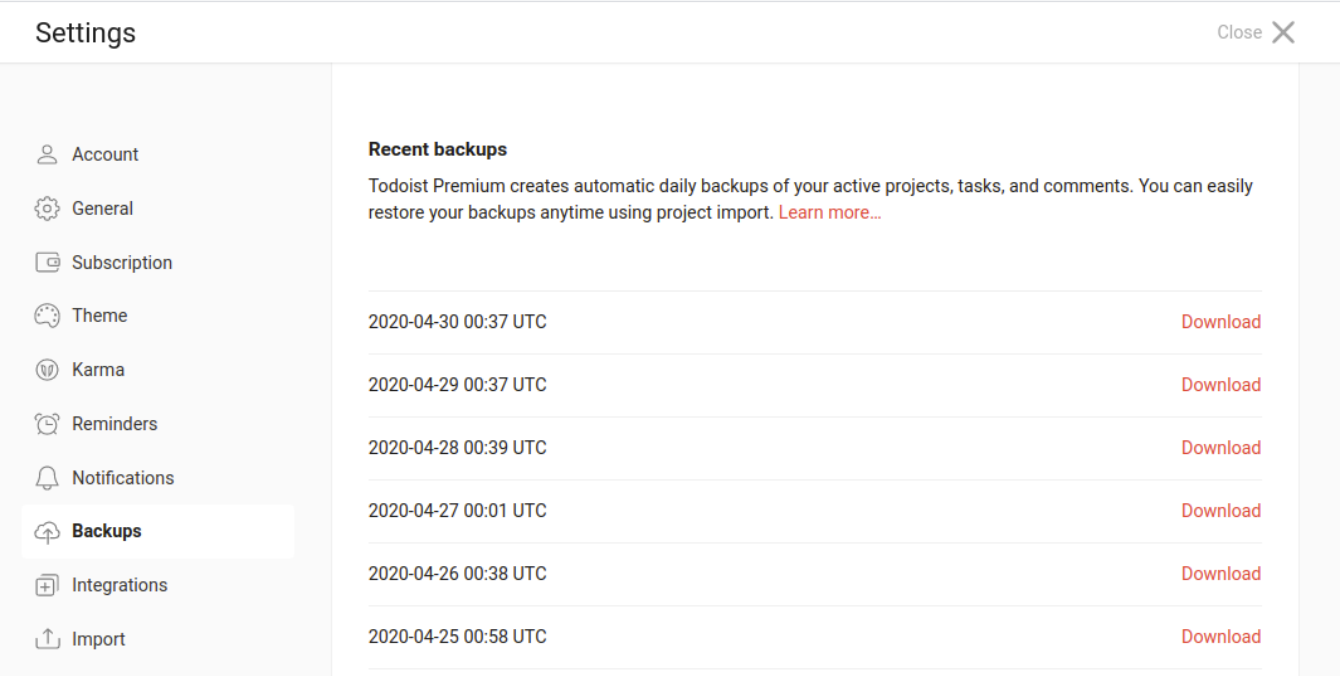 Settings
Close
Account
General
Subscription
Theme
Karma
Reminders
Notifications
Backups
Integrations
Import
Recent backups
Todoist Premium creates automatic daily backups of your active projects, tasks, and comments. You can easily
restore your backups anytime using project import. Learn more...
2020-04-30 00:37 UTC Download
2020-04-29 00:37 UTC Download
2020-04-28 00:39 UTC Download
2020-04-27 00:01 UTC Download
2020-04-26 00:38 UTC Download
2020-04-25 00:58 UTC Download